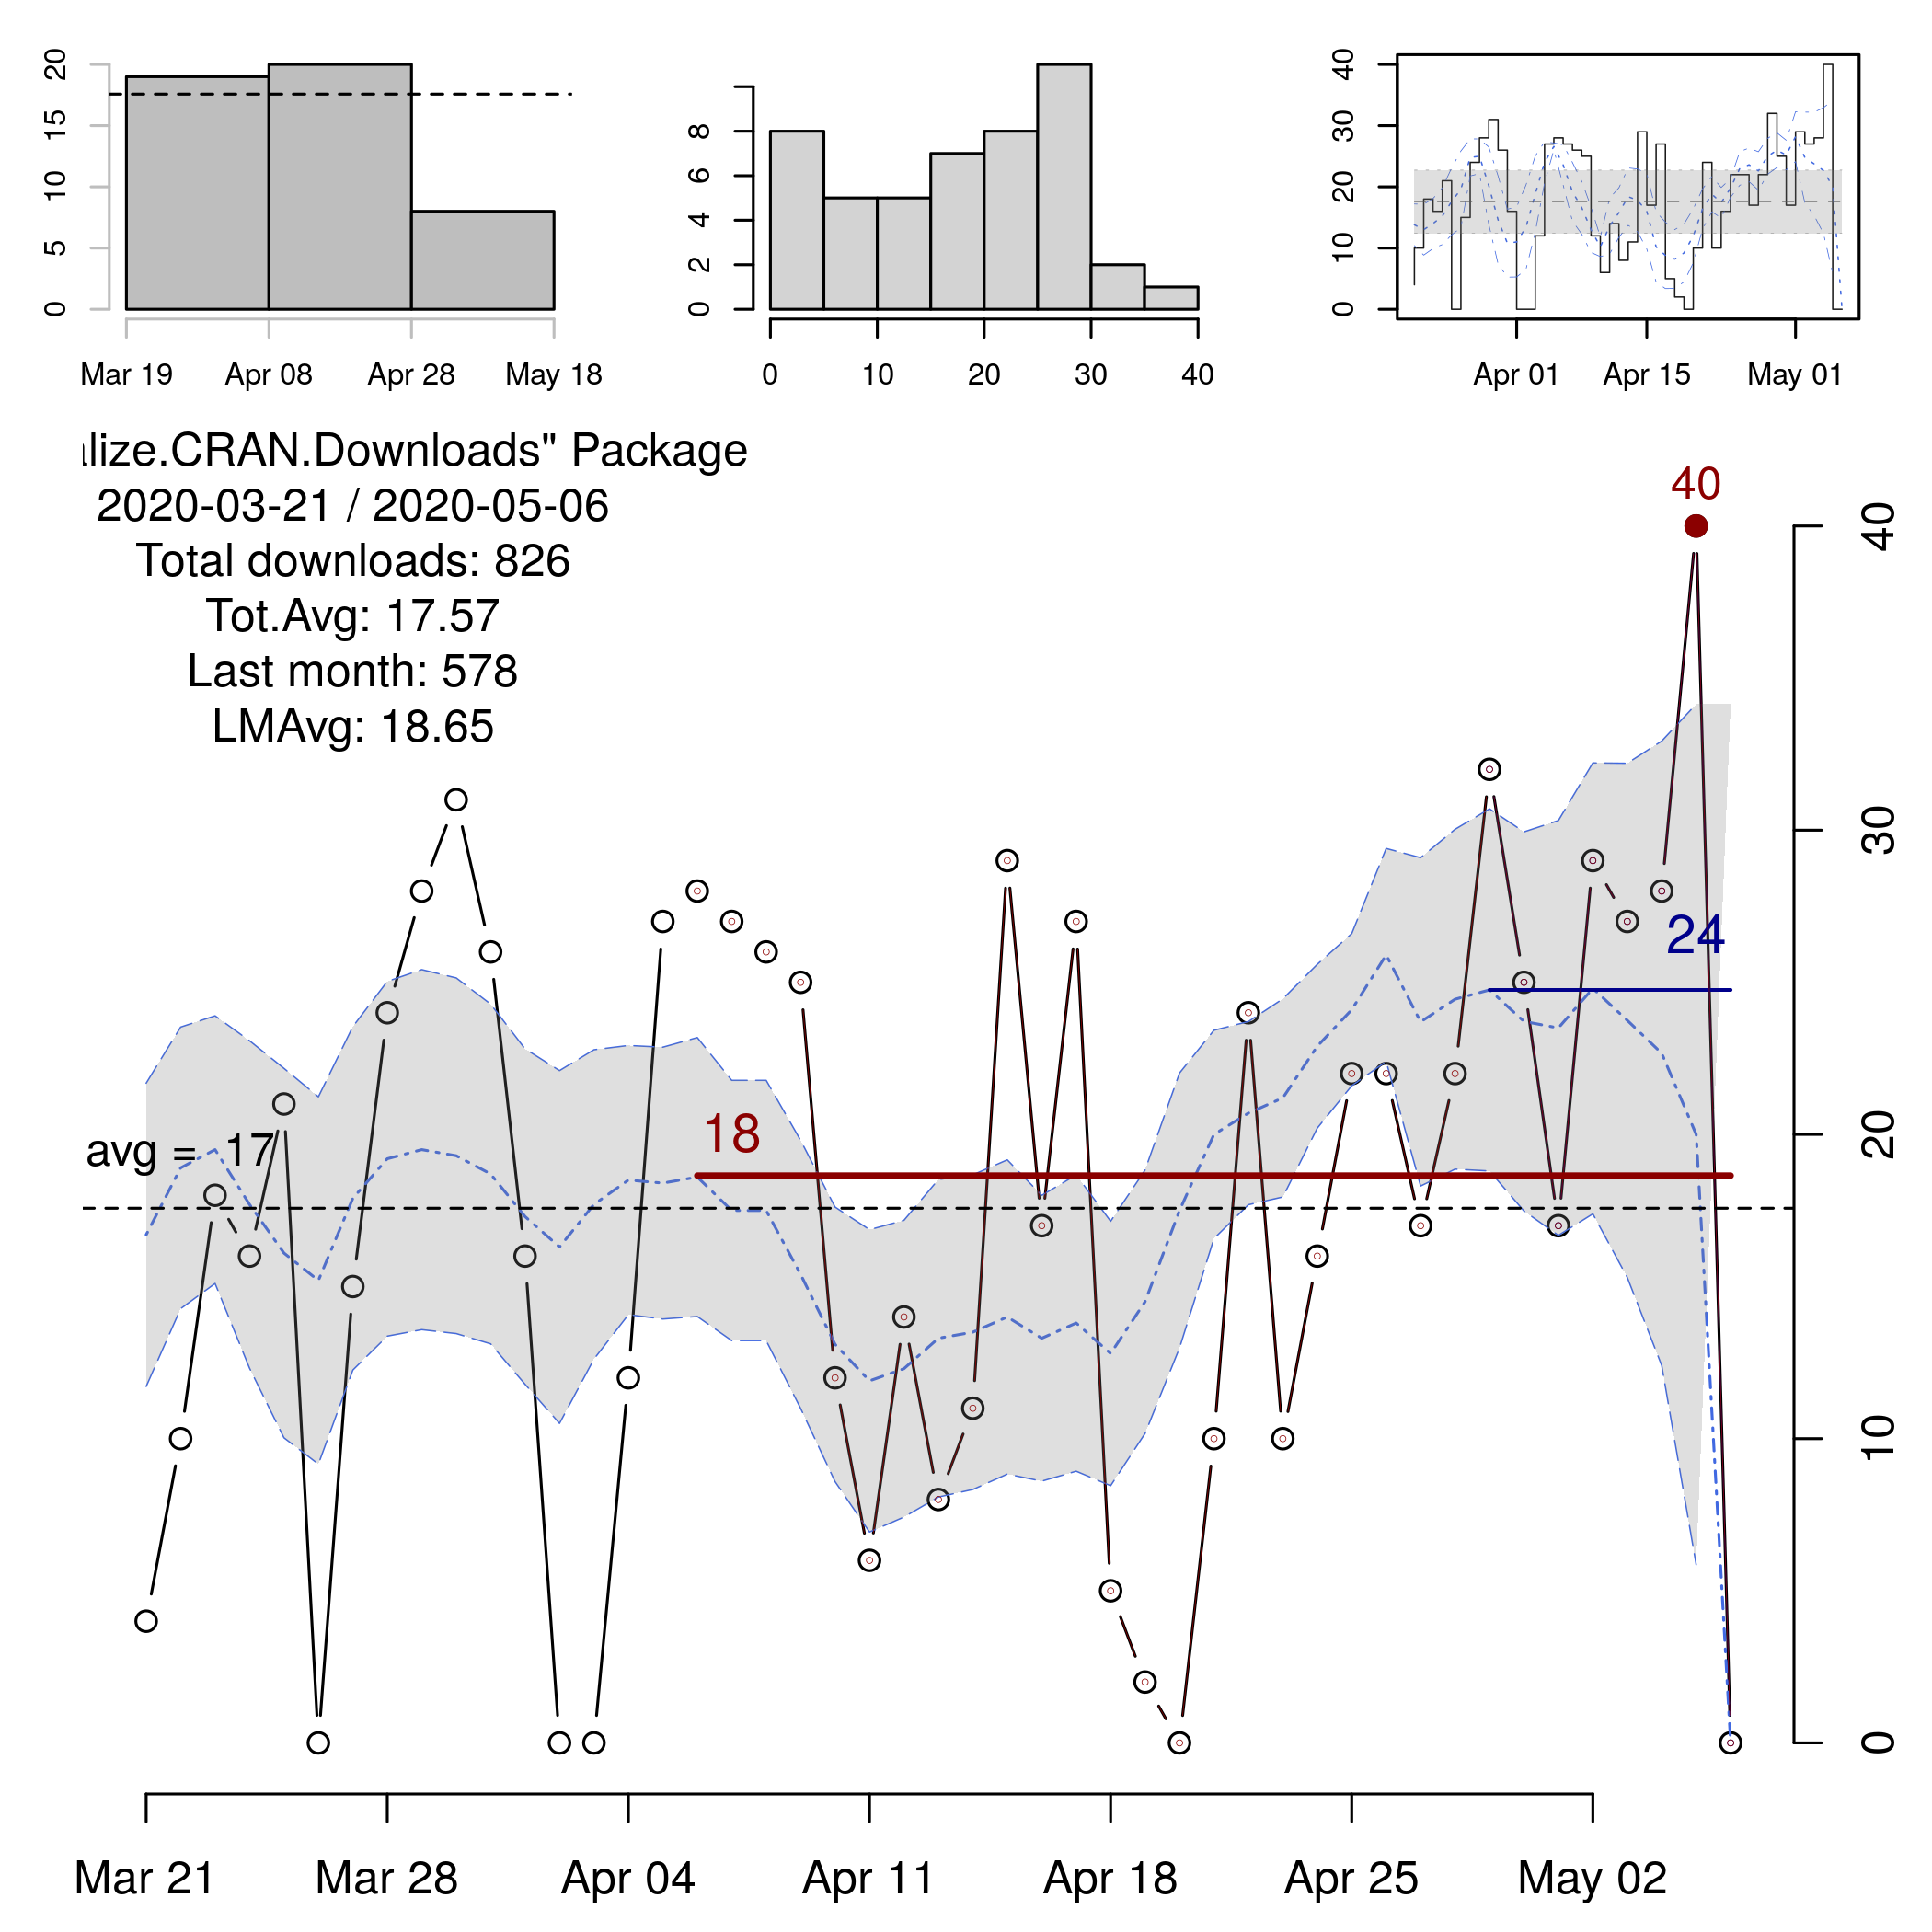 20
15
10
5
0
Mar 19 Apr 08 Apr 28 May 18
8
6
4
2
0
0 10 20 30 40
40
30
20
10
0
Apr 01 Apr 15 May 01
lize.CRAN.Downloads" Package
2020-03-21 / 2020-05-06
Total downloads: 826
Tot.Avg: 17.57
Last month: 578
LMAvg: 18.65
40
24
18
avg = 17
40
30
20
10
0
Mar 21 Mar 28 Apr 04 Apr 11 Apr 18 Apr 25 May 02